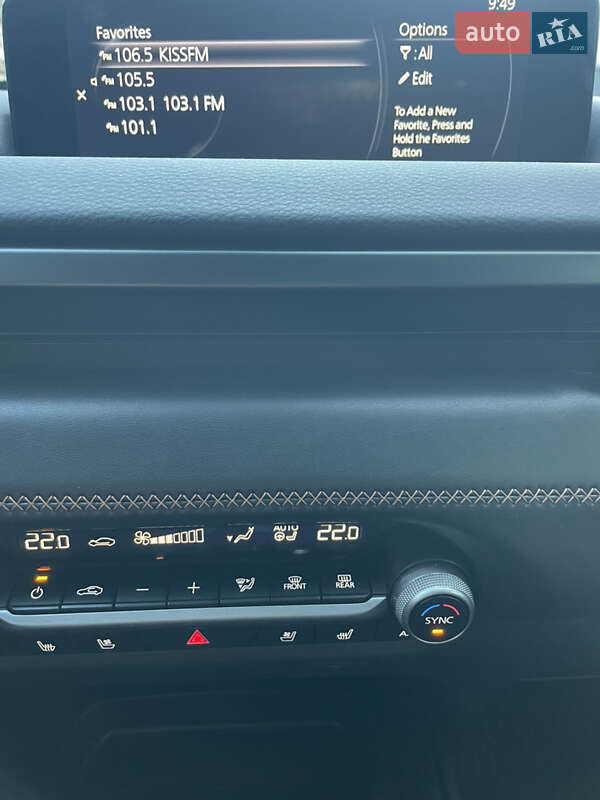 9:49
Favorites
Options
106.5 KISSFM
:All
105.5
Edit
103.1 103.1 FM
101.1
To Add a New
Favorite, Press and
Hold the Favorites
Button
auto RIA .com
22.0
AUTO
22.0
FRONT
REAR
SYNC
A